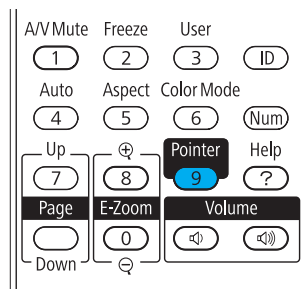 A/V Mute Freeze User
1 2 3 ID
Auto Aspect Color Mode
4 5 6 Num
Up Pointer Help
7 8 9 ?
Page E-Zoom Volume
0
Down